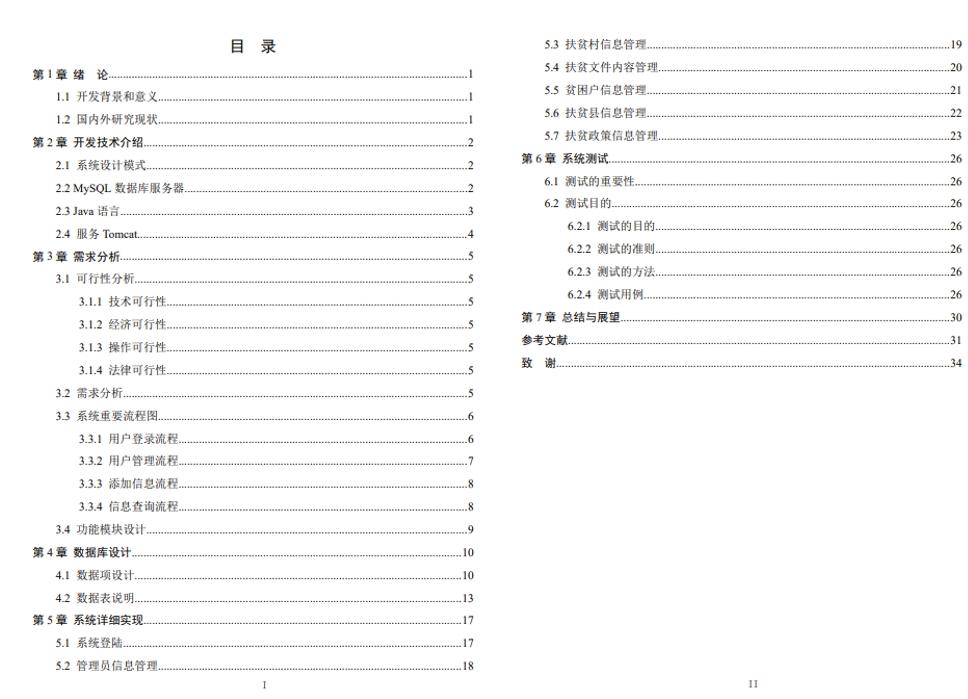 目 录
第 1 章 绪 论...1
1.1 开发背景和意义...1
1.2 国内外研究现状...1
第 2 章 开发技术介绍...2
2.1 系统设计模式...2
2.2 MySQL 数据库服务器...2
2.3 Java 语言...3
2.4 服务 Tomcat...4
第 3 章 需求分析...5
3.1 可行性分析...5
3.1.1 技术可行性...5
3.1.2 经济可行性...5
3.1.3 操作可行性...5
3.1.4 法律可行性...5
3.2 需求分析...5
3.3 系统重要流程图...6
3.3.1 用户登录流程...6
3.3.2 用户管理流程...7
3.3.3 添加信息流程...8
3.3.4 信息查询流程...8
3.4 功能模块设计...9
第 4 章 数据库设计...10
4.1 数据项设计...10
4.2 数据表说明...13
第 5 章 系统详细实现...17
5.1 系统登陆...17
5.2 管理员信息管理...18
I
5.3 扶贫村信息管理...19
5.4 扶贫文件内容管理...20
5.5 贫困户信息管理...21
5.6 扶贫县信息管理...22
5.7 扶贫政策信息管理...23
第 6 章 系统测试...26
6.1 测试的重要性...26
6.2 测试目的...26
6.2.1 测试的目的...26
6.2.2 测试的准则...26
6.2.3 测试的方法...26
6.2.4 测试用例...26
第 7 章 总结与展望...30
参考文献...31
致 谢...34
II